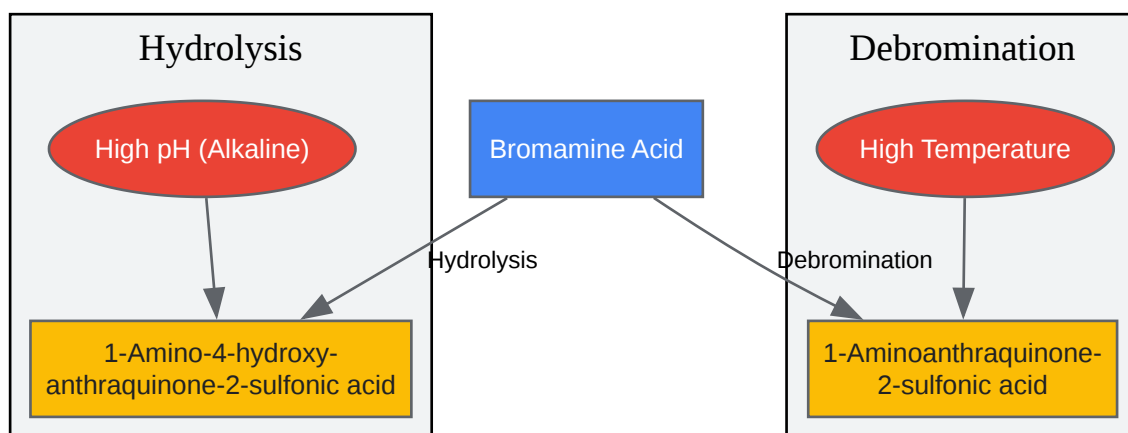 Hydrolysis
Debromination
High pH (Alkaline)
Bromamine Acid
High Temperature
Hydrolysis
Debromination
1-Amino-4-hydroxy-
anthraquinone-2-sulfonic acid
1-Aminoanthraquinone-
2-sulfonic acid